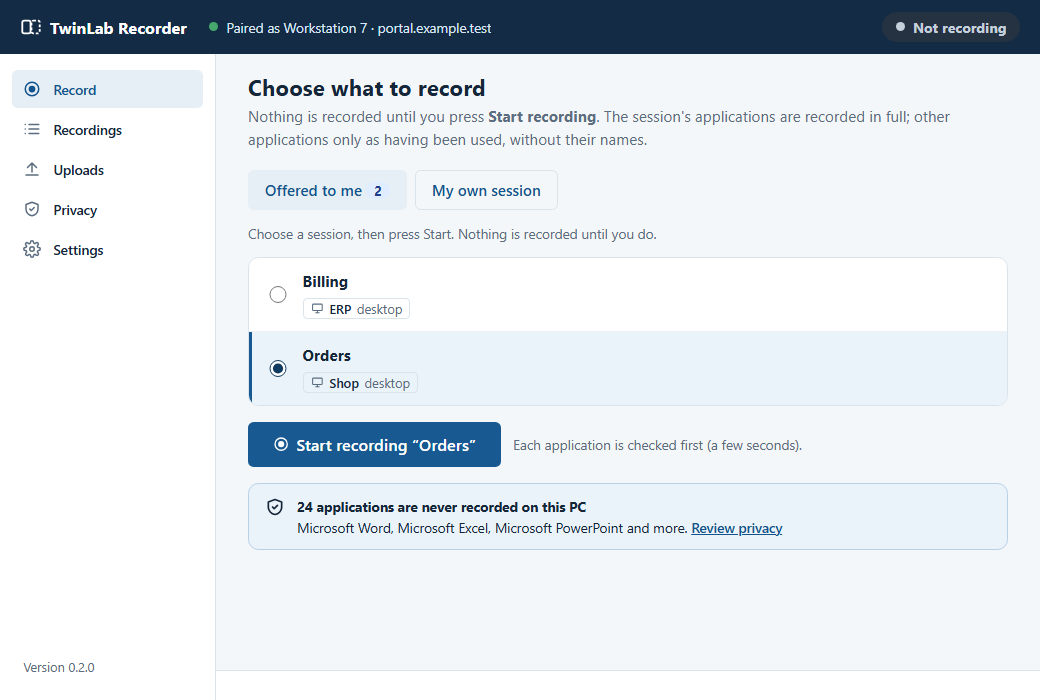 TwinLab Recorder
Paired as Workstation 7 · portal.example.test
Not recording
Record
Recordings
Uploads
Privacy
Settings
Version 0.2.0
Choose what to record
Nothing is recorded until you press Start recording. The session's applications are recorded in full; other
applications only as having been used, without their names.
Offered to me 2
My own session
Choose a session, then press Start. Nothing is recorded until you do.
Billing
ERP desktop
Orders
Shop desktop
Start recording “Orders”
Each application is checked first (a few seconds).
24 applications are never recorded on this PC
Microsoft Word, Microsoft Excel, Microsoft PowerPoint and more. Review privacy